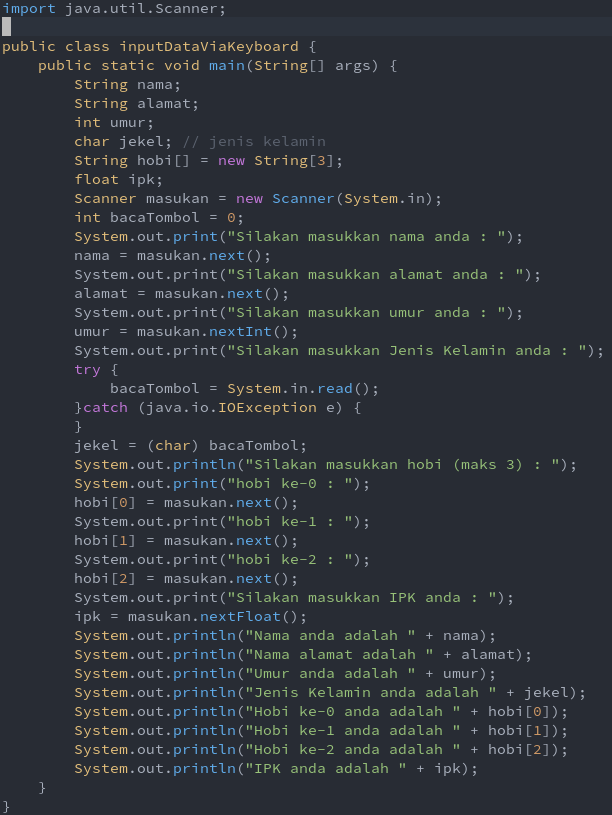 import java.util.Scanner;
public class inputDataViaKeyboard {
    public static void main(String[] args) {
        String nama;
        String alamat;
        int umur;
        char jekel; // jenis kelamin
        String hobi[] = new String[3];
        float ipk;
        Scanner masukan = new Scanner(System.in);
        int bacaTombol = 0;
        System.out.print("Silakan masukkan nama anda : ");
        nama = masukan.next();
        System.out.print("Silakan masukkan alamat anda : ");
        alamat = masukan.next();
        System.out.print("Silakan masukkan umur anda : ");
        umur = masukan.nextInt();
        System.out.print("Silakan masukkan Jenis Kelamin anda : ");
        try {
            bacaTombol = System.in.read();
        }catch (java.io.IOException e) {
        }
        jekel = (char) bacaTombol;
        System.out.println("Silakan masukkan hobi (maks 3) : ");
        System.out.print("hobi ke-0 : ");
        hobi[0] = masukan.next();
        System.out.print("hobi ke-1 : ");
        hobi[1] = masukan.next();
        System.out.print("hobi ke-2 : ");
        hobi[2] = masukan.next();
        System.out.print("Silakan masukkan IPK anda : ");
        ipk = masukan.nextFloat();
        System.out.println("Nama anda adalah " + nama);
        System.out.println("Nama alamat adalah " + alamat);
        System.out.println("Umur anda adalah " + umur);
        System.out.println("Jenis Kelamin anda adalah " + jekel);
        System.out.println("Hobi ke-0 anda adalah " + hobi[0]);
        System.out.println("Hobi ke-1 anda adalah " + hobi[1]);
        System.out.println("Hobi ke-2 anda adalah " + hobi[2]);
        System.out.println("IPK anda adalah " + ipk);
    }
}